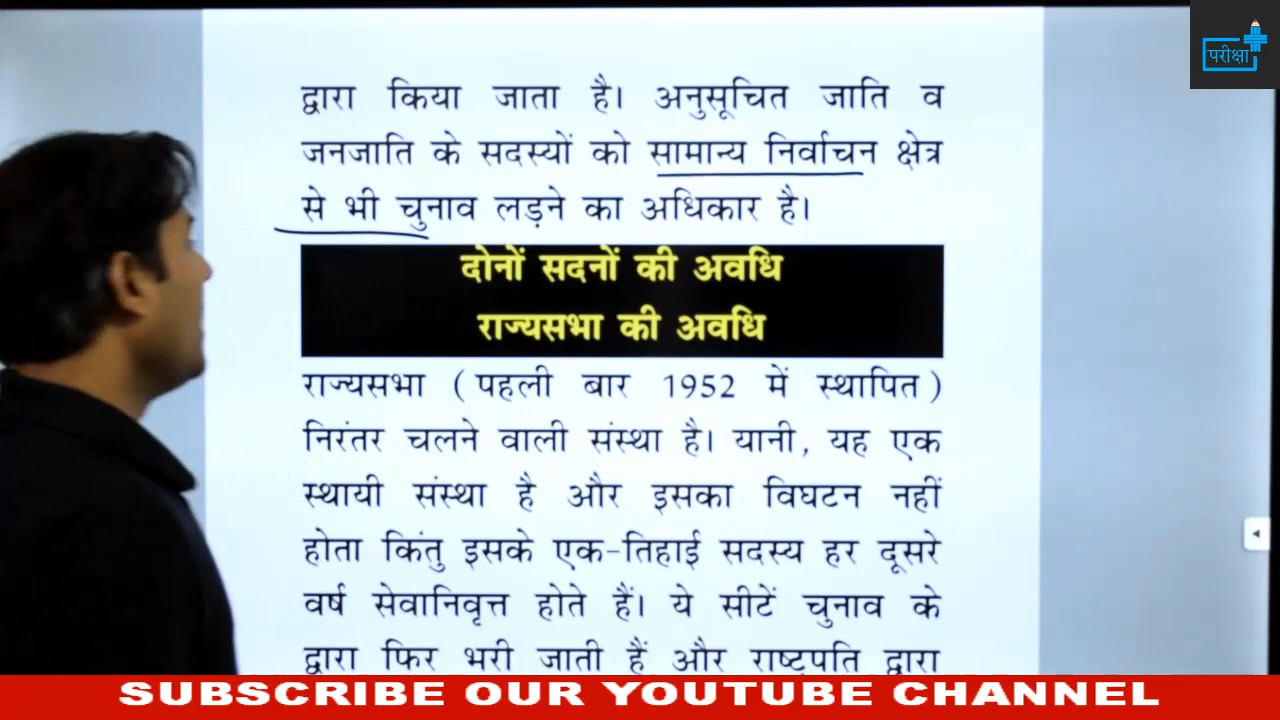 परीक्षा
द्वारा किया जाता है। अनुसूचित जाति व
जनजाति के सदस्यों को सामान्य निर्वाचन क्षेत्र
से भी चुनाव लड़ने का अधिकार है।
दोनों सदनों की अवधि
राज्यसभा की अवधि
राज्यसभा (पहली बार 1952 में स्थापित)
निरंतर चलने वाली संस्था है। यानी, यह एक
स्थायी संस्था है और इसका विघटन नहीं
होता किंतु इसके एक-तिहाई सदस्य हर दूसरे
वर्ष सेवानिवृत्त होते हैं। ये सीटें चुनाव के
द्वारा फिर भरी जाती हैं और राष्ट्रपति द्वारा
SUBSCRIBE OUR YOUTUBE CHANNEL